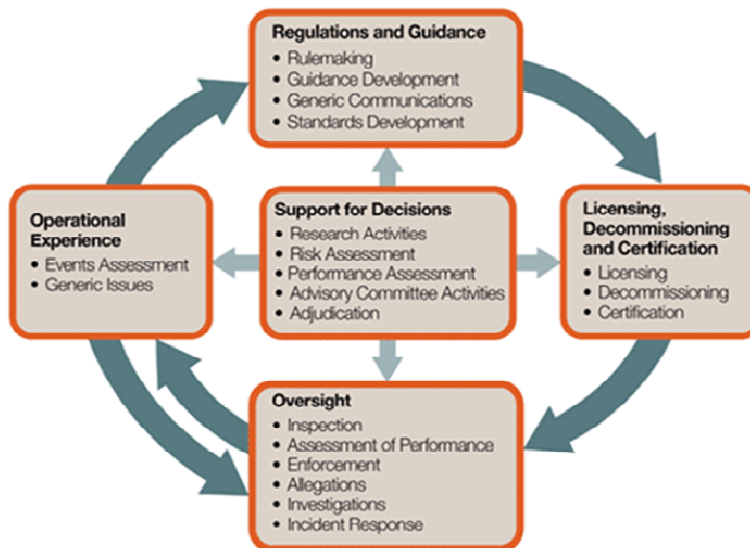 Regulations and Guidance
• Rulemaking
• Guidance Development
• Generic Communications
• Standards Development
Operational
Experience
• Events Assessment
• Generic Issues
Support for Decisions
• Research Activities
• Risk Assessment
• Performance Assessment
• Advisory Committee Activities
• Adjudication
Licensing,
Decommissioning
and Certification
• Licensing
• Decommissioning
• Certification
Oversight
• Inspection
• Assessment of Performance
• Enforcement
• Allegations
• Investigations
• Incident Response